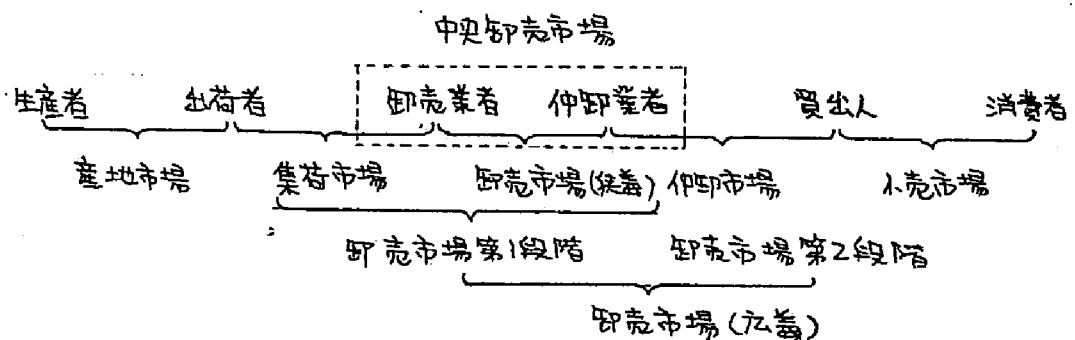 中央卸売市場
生産者 出荷者 卸売業者 仲卸業者 買出人 消費者
産地市場 集荷市場 卸売市場(狭義) 仲卸市場 小売市場
卸売市場第1段階 卸売市場第2段階
卸売市場(広義)